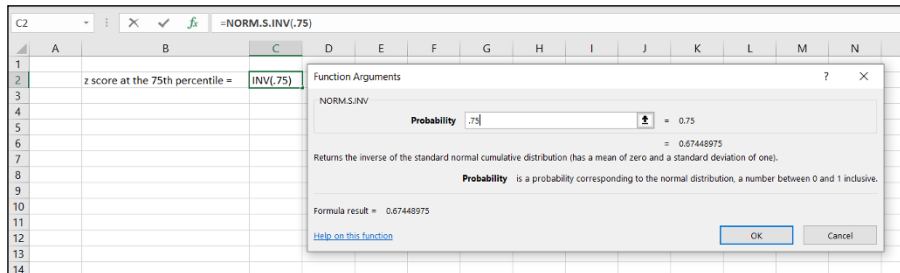 C2 fx =NORM.S.INV(.75)
A B C D E F G H I J K L M N
1
2 z score at the 75th percentile = INV(.75)
3
4
5
6
7
8
9
10
11
12
13
14
Function Arguments ? ×
NORM.S.INV
Probability .75 = 0.75
= 0.67448975
Returns the inverse of the standard normal cumulative distribution (has a mean of zero and a standard deviation of one).
Probability is a probability corresponding to the normal distribution, a number between 0 and 1 inclusive.
Formula result = 0.67448975
Help on this function OK Cancel